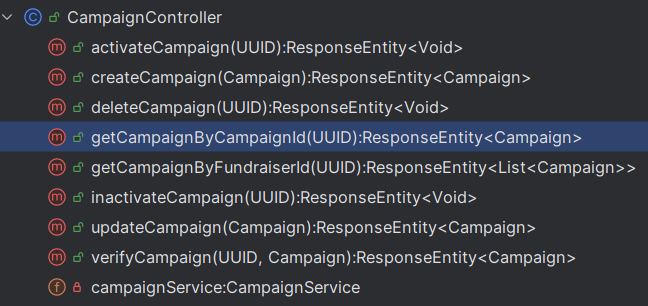 CampaignController
activateCampaign(UUID):ResponseEntity<Void>
createCampaign(Campaign):ResponseEntity<Campaign>
deleteCampaign(UUID):ResponseEntity<Void>
getCampaignByCampaignId(UUID):ResponseEntity<Campaign>
getCampaignByFundraiserId(UUID):ResponseEntity<List<Campaign>>
inactivateCampaign(UUID):ResponseEntity<Void>
updateCampaign(Campaign):ResponseEntity<Campaign>
verifyCampaign(UUID, Campaign):ResponseEntity<Campaign>
campaignService:CampaignService